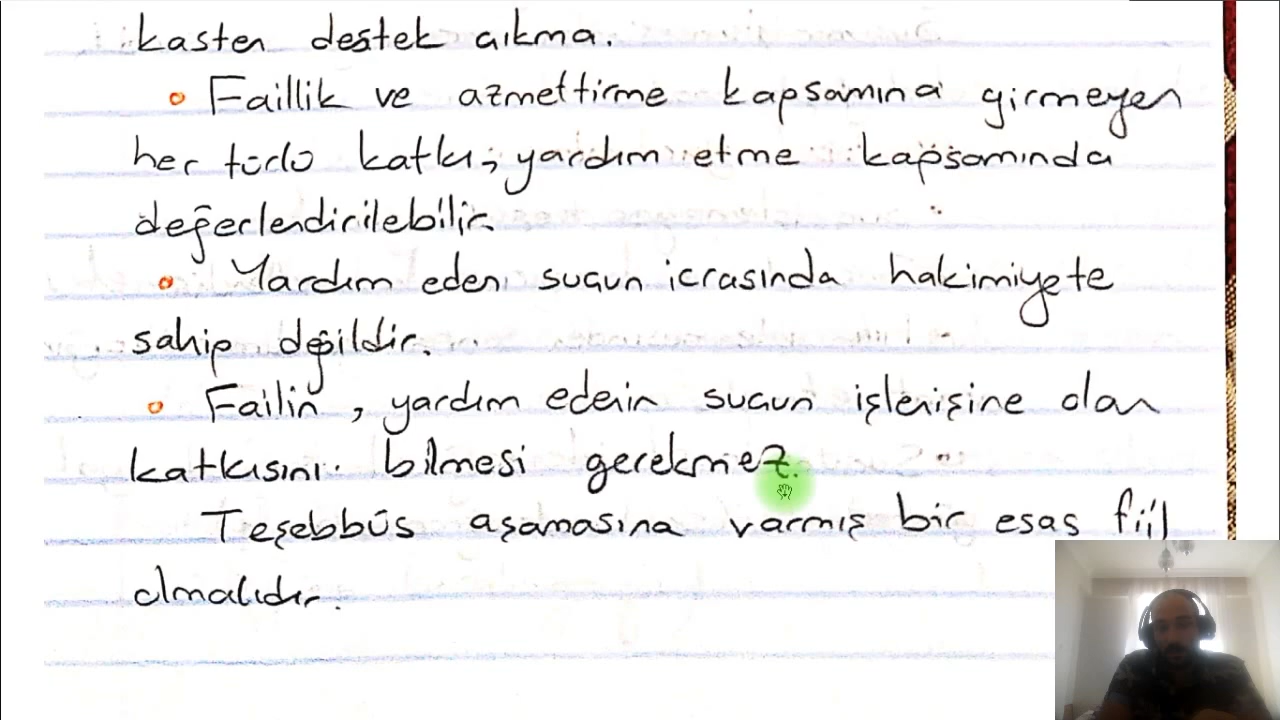 kasten destek çıkma.
• Faillik ve azmettirme kapsamına girmeyen
her türlü katkı, yardım etme kapsamında
değerlendirilebilir.
• Yardım eden suçun icrasında hakimiyete
sahip değildir.
• Failin, yardım edenin suçun işlenişine olan
katkısını bilmesi gerekmez.
Teşebbüs aşamasına varmış bir esas fiil
olmalıdır.